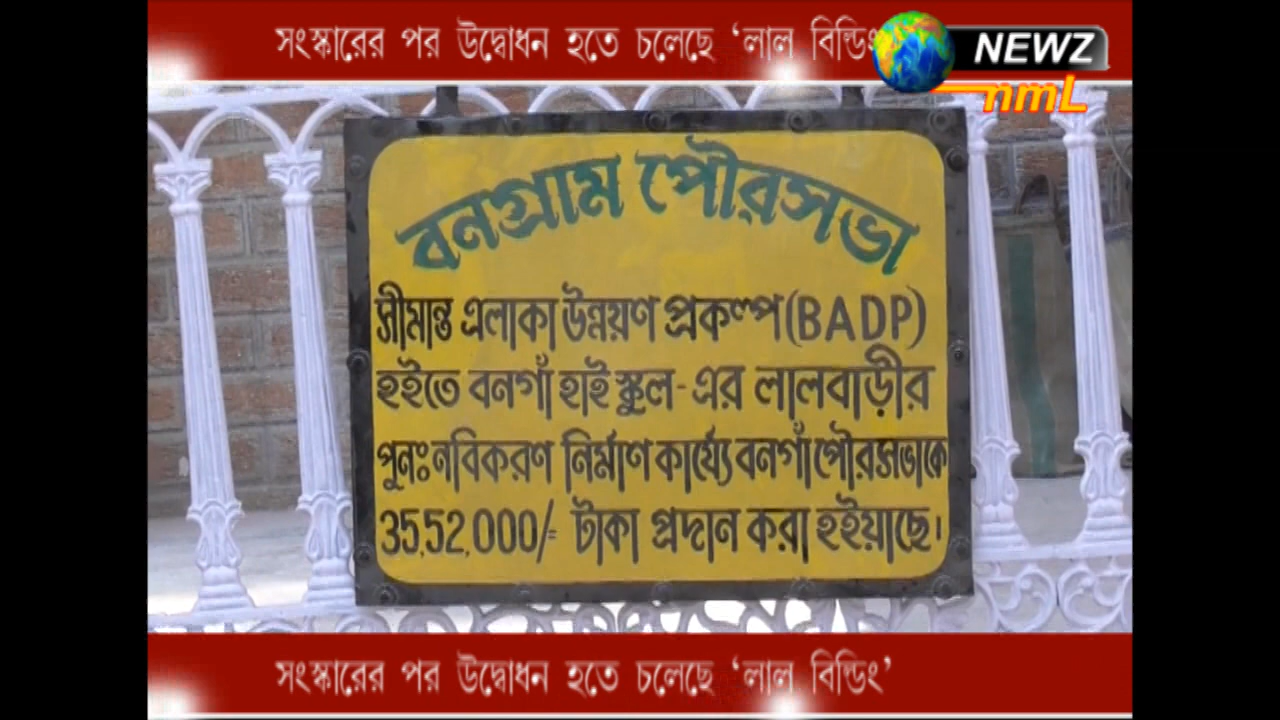 সংস্কারের পর উদ্বোধন হতে চলেছে ‘লাল বিল্ডিং
NEWZ
nmL
বনগ্রাম পৌরসভা
সীমান্ত এলাকা উন্নয়ণ প্রকল্প (BADP)
হইতে বনগাঁ হাই স্কুল-এর লালবাড়ীর
পুনঃনবিকরণ নির্মাণ কার্য্যে বনগাঁ পৌরসভাকে
35,52,000/= টাকা প্রদান করা হইয়াছে।
সংস্কারের পর উদ্বোধন হতে চলেছে ‘লাল বিল্ডিং’